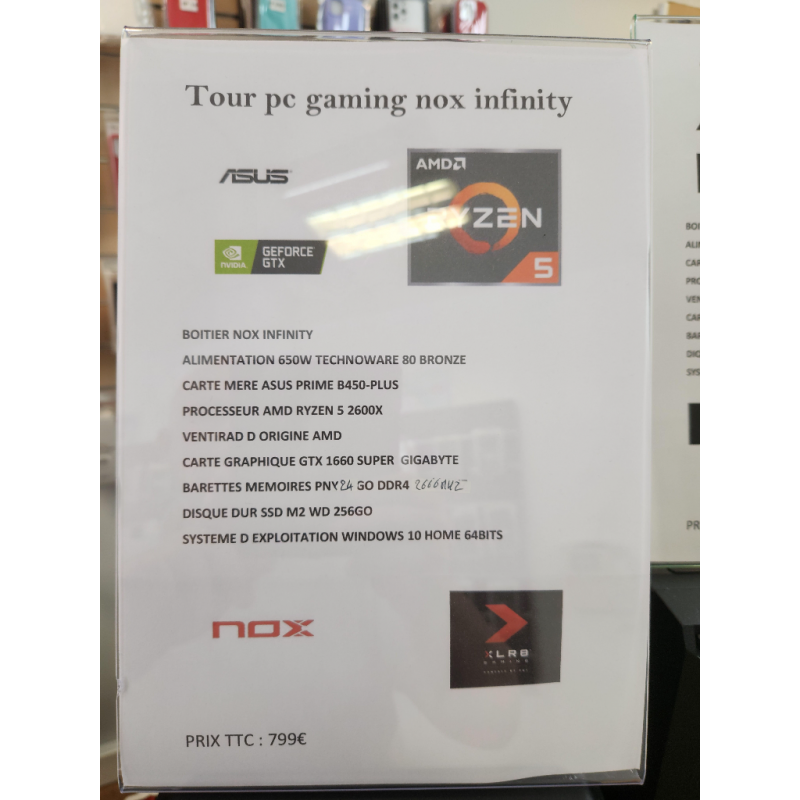 Tour pc gaming nox infinity
ASUS
AMD
RYZEN
5
NVIDIA
GEFORCE
GTX
BOITIER NOX INFINITY
ALIMENTATION 650W TECHNOWARE 80 BRONZE
CARTE MERE ASUS PRIME B450-PLUS
PROCESSEUR AMD RYZEN 5 2600X
VENTIRAD D ORIGINE AMD
CARTE GRAPHIQUE GTX 1660 SUPER GIGABYTE
BARETTES MEMOIRES PNY 24 GO DDR4 2666MHZ
DISQUE DUR SSD M2 WD 256GO
SYSTEME D EXPLOITATION WINDOWS 10 HOME 64BITS
nox
XLR8
GAMING
PRIX TTC : 799€